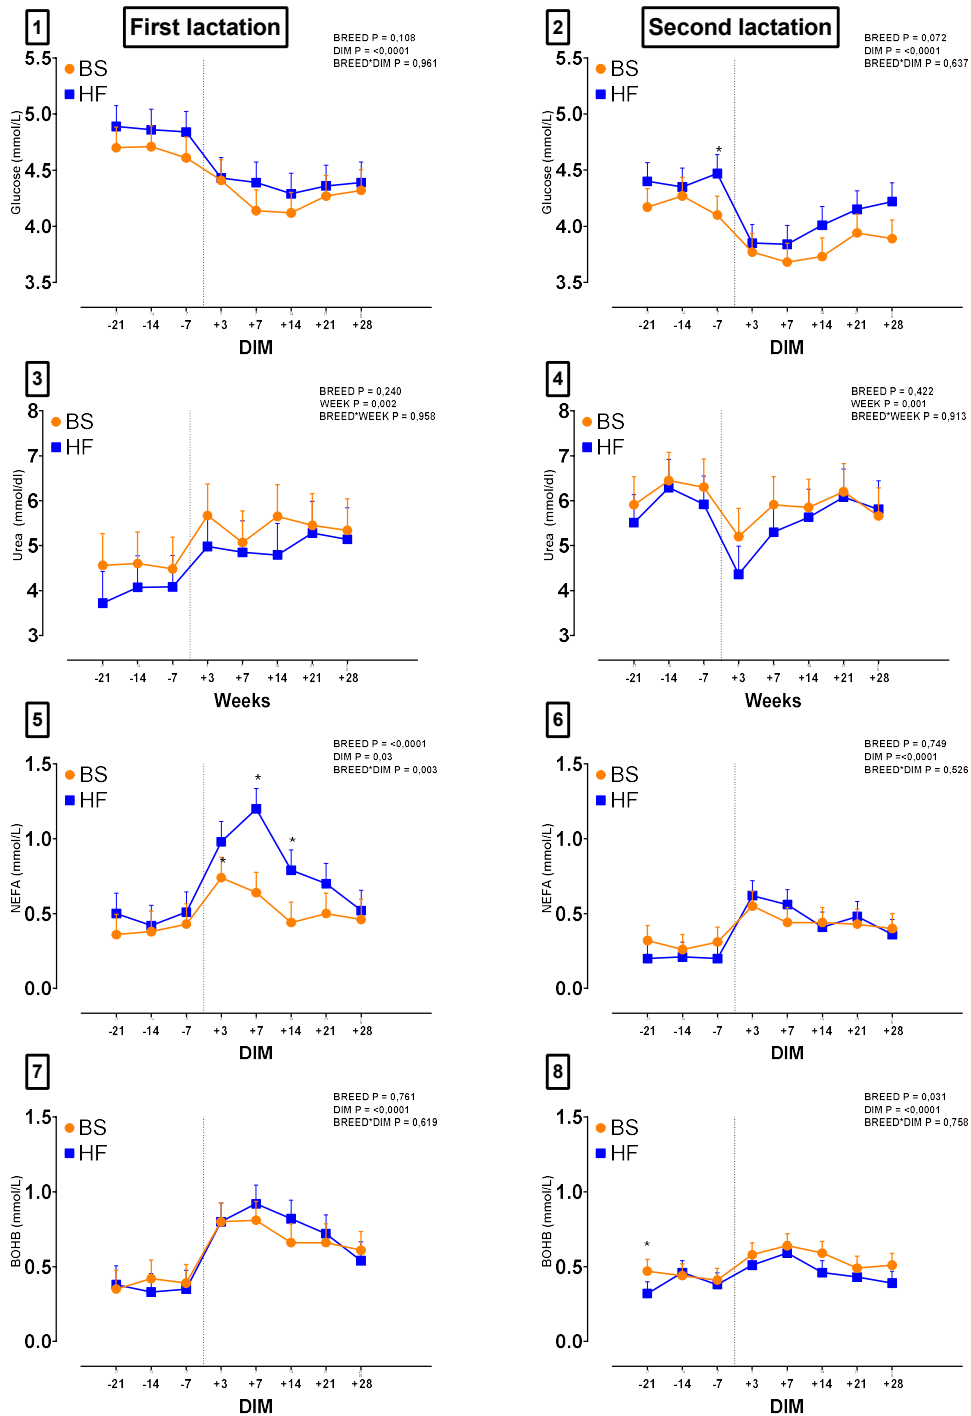 1
First lactation
BREED P = 0,108
DIM P = <0,0001
BREED*DIM P = 0,961
BS
HF
Glucose (mmol/L)
5.5
5.0
4.5
4.0
3.5
-21 -14 -7 +3 +7 +14 +21 +28
DIM
2
Second lactation
BREED P = 0,072
DIM P = <0,0001
BREED*DIM P = 0,637
BS
HF
Glucose (mmol/L)
5.5
5.0
4.5
4.0
3.5
*
-21 -14 -7 +3 +7 +14 +21 +28
DIM
3
BREED P = 0,240
WEEK P = 0,002
BREED*WEEK P = 0,958
BS
HF
Urea (mmol/dl)
8
7
6
5
4
3
-21 -14 -7 +3 +7 +14 +21 +28
Weeks
4
BREED P = 0,422
WEEK P = 0,001
BREED*WEEK P = 0,913
BS
HF
Urea (mmol/dl)
8
7
6
5
4
3
-21 -14 -7 +3 +7 +14 +21 +28
Weeks
5
BREED P = <0,0001
DIM P = 0,03
BREED*DIM P = 0,003
BS
HF
NEFA (mmol/L)
1.5
1.0
0.5
0.0
*
*
*
-21 -14 -7 +3 +7 +14 +21 +28
DIM
6
BREED P = 0,749
DIM P =<0,0001
BREED*DIM P = 0,526
BS
HF
NEFA (mmol/L)
1.5
1.0
0.5
0.0
-21 -14 -7 +3 +7 +14 +21 +28
DIM
7
BREED P = 0,761
DIM P = <0,0001
BREED*DIM P = 0,619
BS
HF
BOHB (mmol/L)
1.5
1.0
0.5
0.0
-21 -14 -7 +3 +7 +14 +21 +28
DIM
8
BREED P = 0,031
DIM P = <0,0001
BREED*DIM P = 0,758
BS
HF
BOHB (mmol/L)
1.5
1.0
0.5
0.0
*
-21 -14 -7 +3 +7 +14 +21 +28
DIM